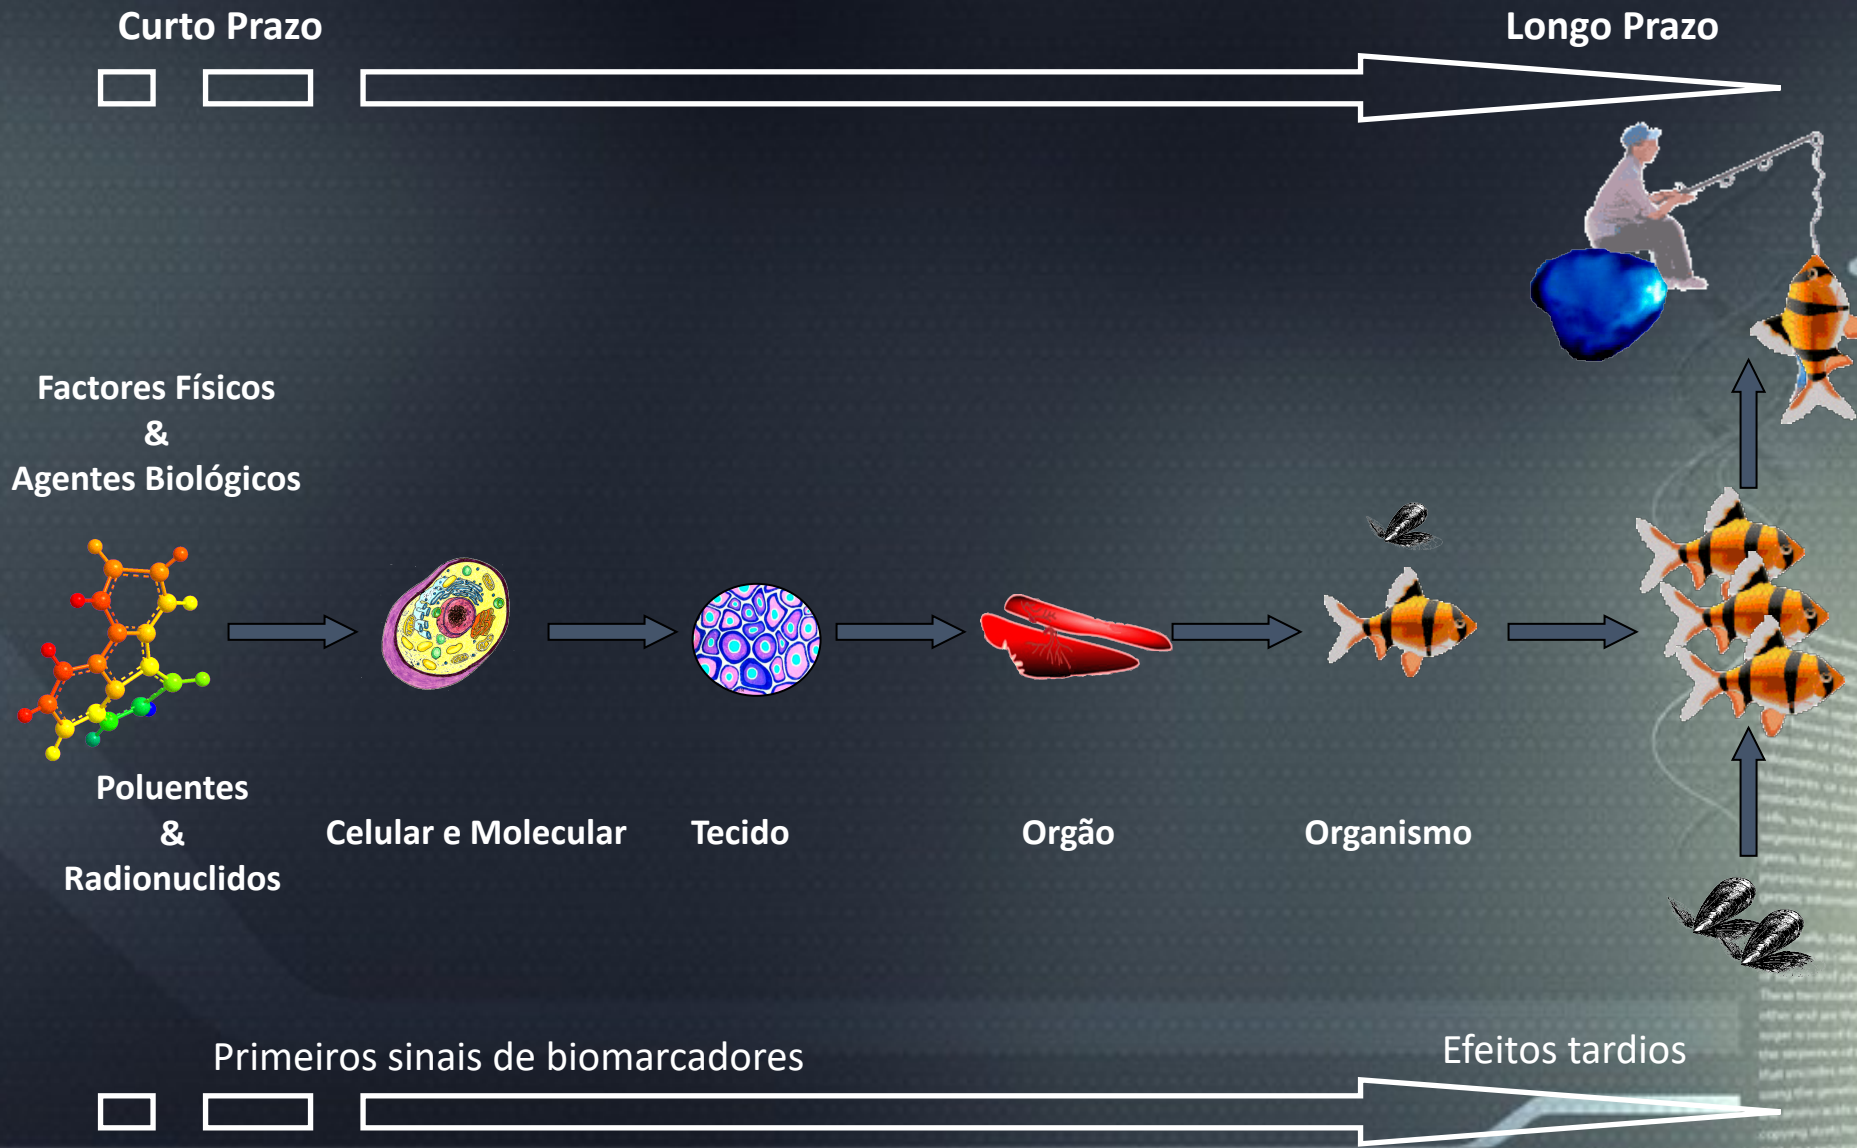 Curto Prazo
Longo Prazo
Factores Físicos
&
Agentes Biológicos
Poluentes
&
Radionuclidos
Celular e Molecular
Tecido
Orgão
Organismo
Primeiros sinais de biomarcadores
Efeitos tardios